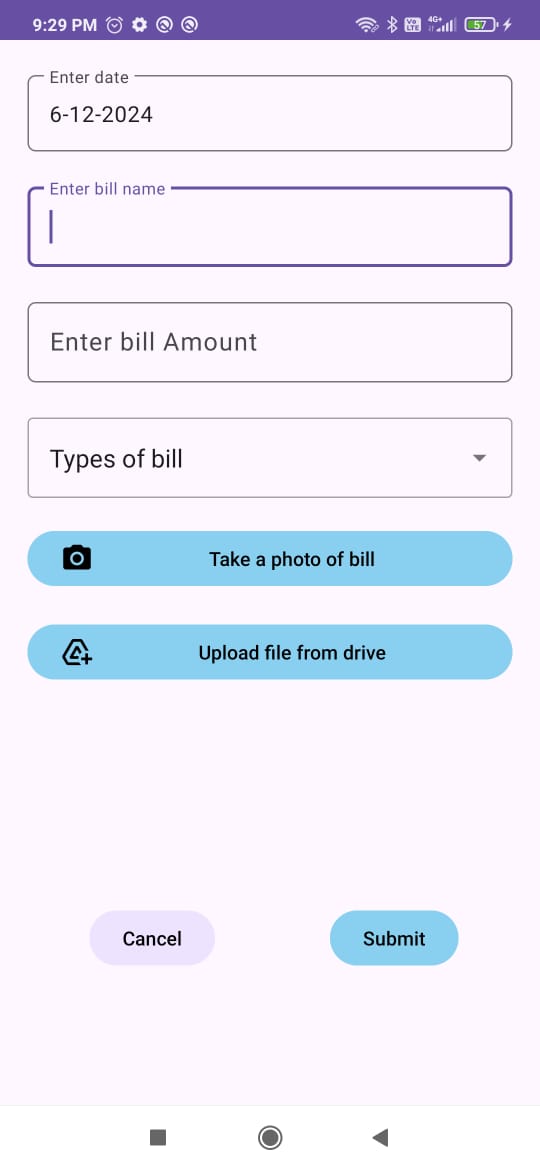 9:29 PM
Vo LTE 4G+ 57
Enter date
6-12-2024
Enter bill name
Enter bill Amount
Types of bill
Take a photo of bill
Upload file from drive
Cancel
Submit